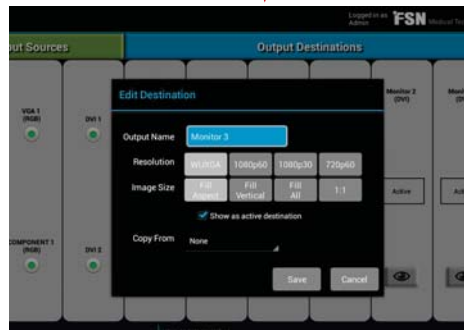 Logged in as
Admin
FSN
Medical
out Sources
Output Destinations
VGA 1
(RGB)
DVI 1
Monitor 2
(DVI)
Edit Destination
Output Name
Monitor 3
Resolution
WUXGA
1080p60
1080p30
720p60
Image Size
Fill
Aspect
Fill
Vertical
Fill
All
1:1
Active
Show as active destination
COMPONENT 1
(RGB)
DVI 2
Copy From
None
Save
Cancel